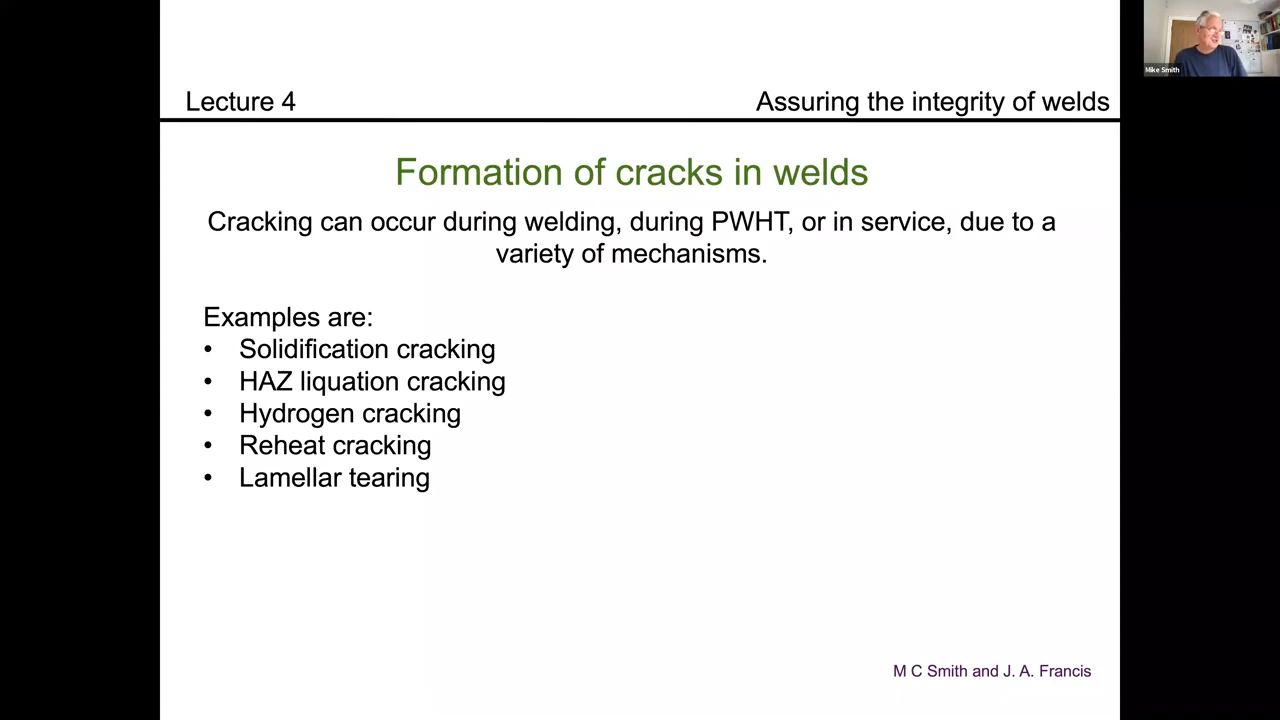 Lecture 4
Assuring the integrity of welds
Formation of cracks in welds
Cracking can occur during welding, during PWHT, or in service, due to a
variety of mechanisms.
Examples are:
• Solidification cracking
• HAZ liquation cracking
• Hydrogen cracking
• Reheat cracking
• Lamellar tearing
M C Smith and J. A. Francis
Mike Smith